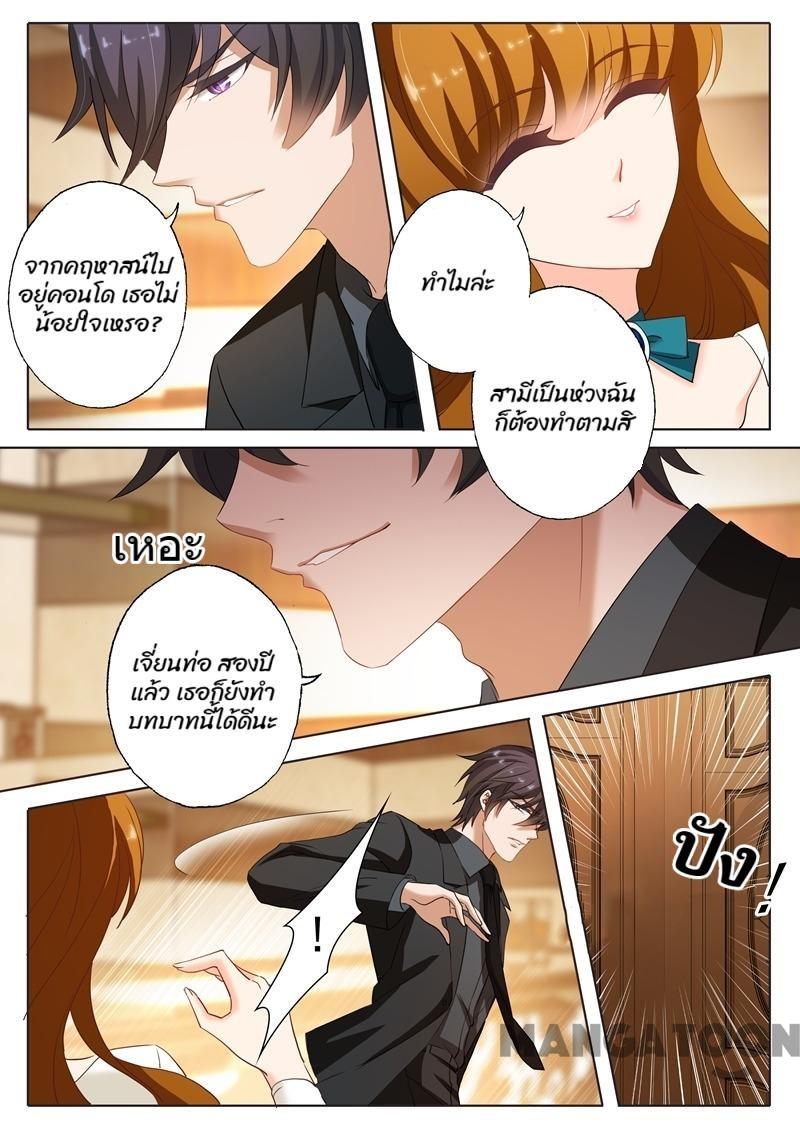 จากคฤหาสน์ไป
อยู่คอนโด เธอไม่
น้อยใจเหรอ?
ทำไมล่ะ
สามีเป็นห่วงฉัน
ก็ต้องทำตามสิ
เหอะ
เจี่ยนท่อ สองปี
แล้ว เธอก็ยังทำ
บทบาทนี้ได้ดีนะ
!
ปัง!
MANGATOON